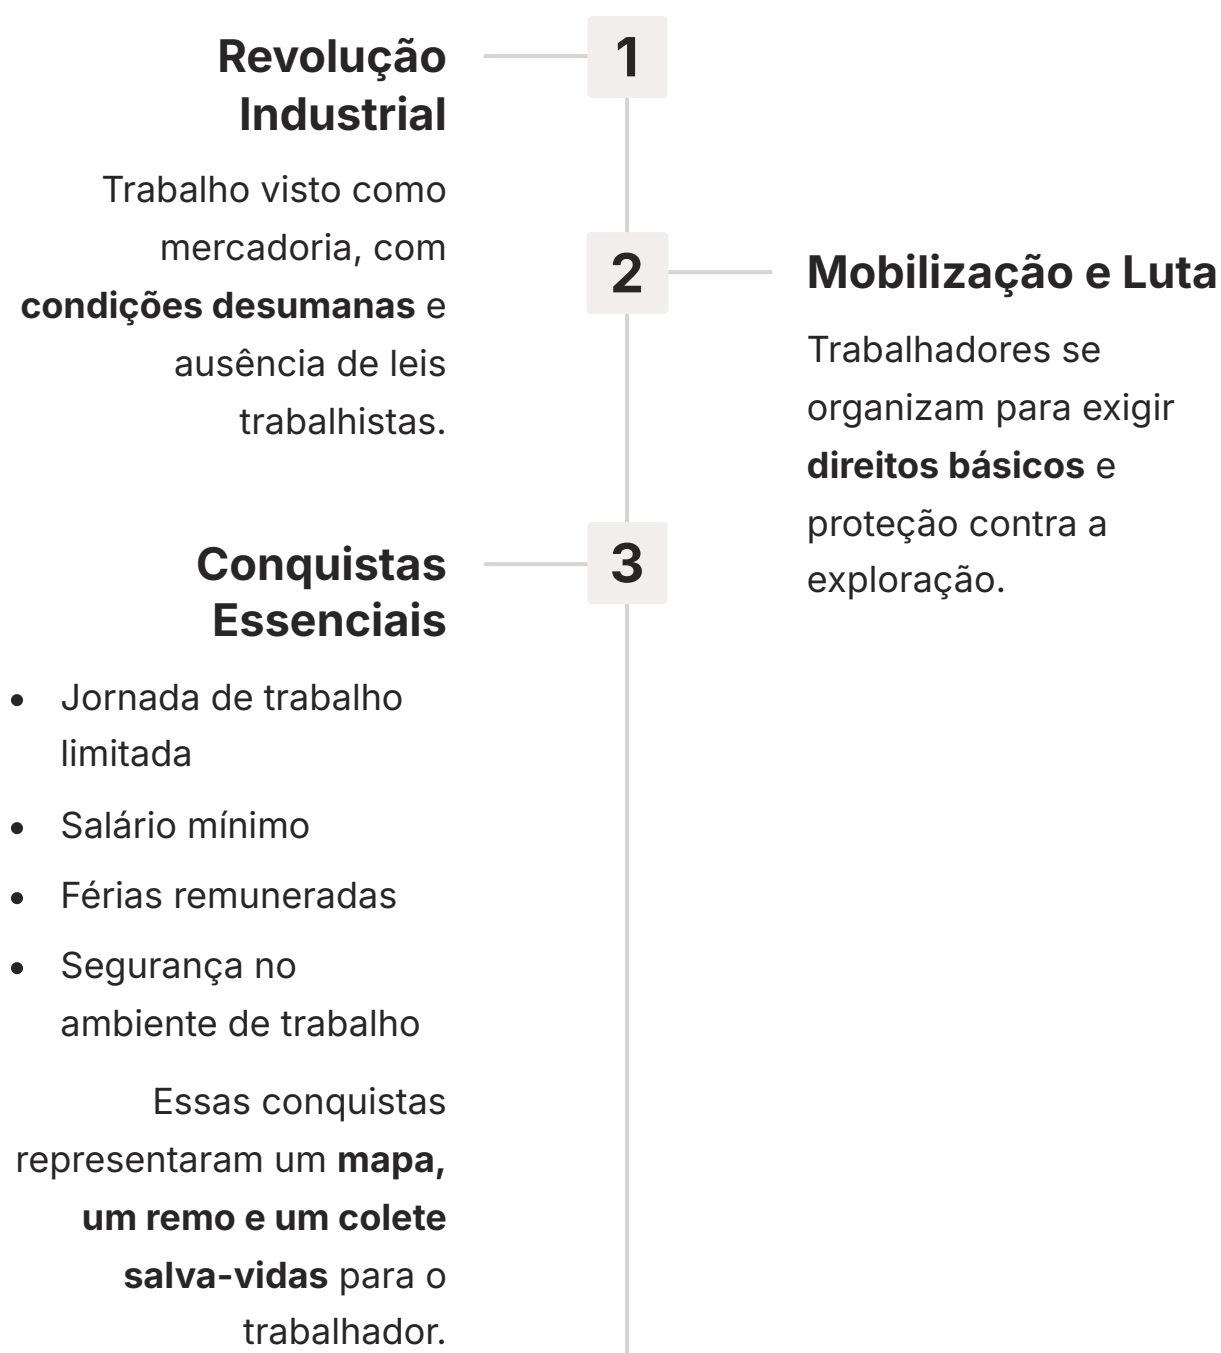 1
Revolução
Industrial
Trabalho visto como
mercadoria, com
condições desumanas e
ausência de leis
trabalhistas.
2
Mobilização e Luta
Trabalhadores se
organizam para exigir
direitos básicos e
proteção contra a
exploração.
3
Conquistas
Essenciais
• Jornada de trabalho
limitada
• Salário mínimo
• Férias remuneradas
• Segurança no
ambiente de trabalho
Essas conquistas
representaram um mapa,
um remo e um colete
salva-vidas para o
trabalhador.